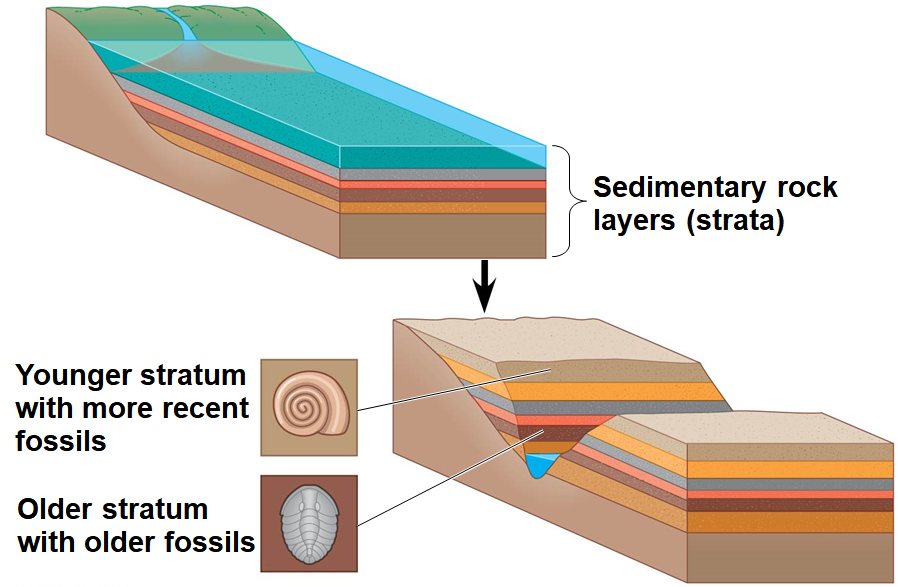 Sedimentary rock
layers (strata)
Younger stratum
with more recent
fossils
Older stratum
with older fossils